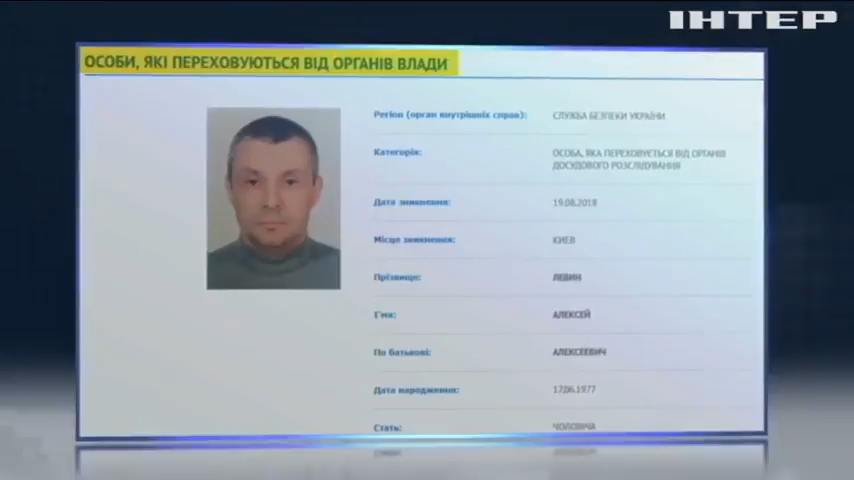 ІНТЕР
ОСОБИ, ЯКІ ПЕРЕХОВУЮТЬСЯ ВІД ОРГАНІВ ВЛАДИ
Регіон (орган внутрішніх справ): СЛУЖБА БЕЗПЕКИ УКРАЇНИ
Категорія: ОСОБА, ЯКА ПЕРЕХОВУЄТЬСЯ ВІД ОРГАНІВ
ДОСУДОВОГО РОЗСЛІДУВАННЯ
Дата зникнення: 19.08.2018
Місце зникнення: КИЕВ
Прізвище: ЛЕВИН
Ім'я: АЛЕКСЕЙ
По батькові: АЛЕКСЕЕВИЧ
Дата народження: 17.06.1977
Стать: ЧОЛОВІЧА